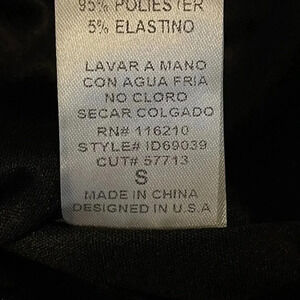 95% POLIESTER
5% ELASTINO
LAVAR A MANO
CON AGUA FRIA
NO CLORO
SECAR COLGADO
RN# 116210
STYLE# ID69039
CUT# 57713
S
MADE IN CHINA
DESIGNED IN U.S.A